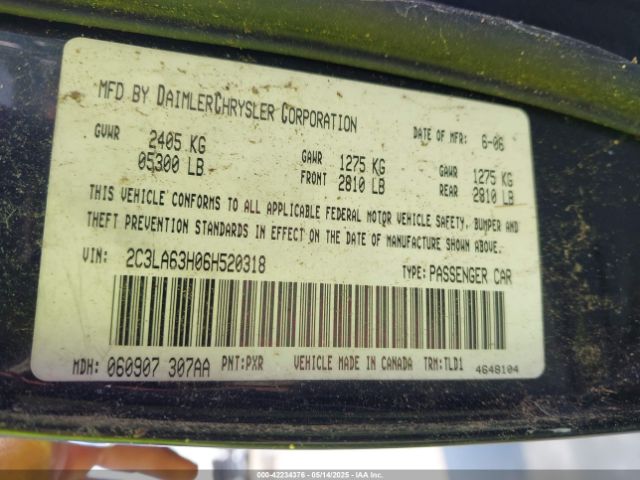 MFD BY DAIMLERCHRYSLER CORPORATION
DATE OF MFR: 6-06
GVWR 2405 KG
05300 LB
GAWR 1275 KG
FRONT 2810 LB
GAWR 1275 KG
REAR 2810 LB
THIS VEHICLE CONFORMS TO ALL APPLICABLE FEDERAL MOTOR VEHICLE SAFETY, BUMPER AND
THEFT PREVENTION STANDARDS IN EFFECT ON THE DATE OF MANUFACTURE SHOWN ABOVE.
VIN: 2C3LA63H06H520318 TYPE: PASSENGER CAR
MDH: 060907 307AA PNT:PXR VEHICLE MADE IN CANADA TRM:TLD1
4648104
000-42234376 - 05/14/2025 - IAAI.COM